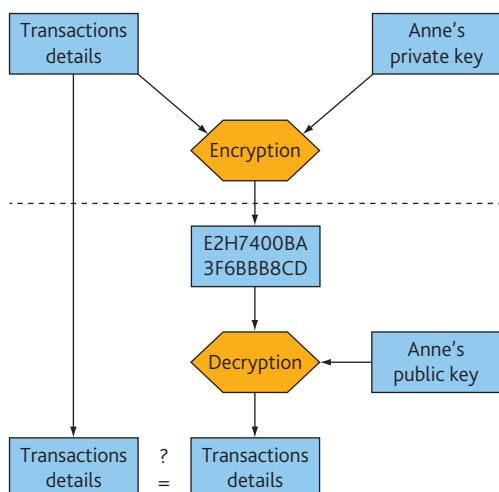 Transactions
details
Anne's
private key
Encryption
E2H7400BA
3F6BBB8CD
Decryption
Anne's
public key
Transactions
details
?
=
Transactions
details